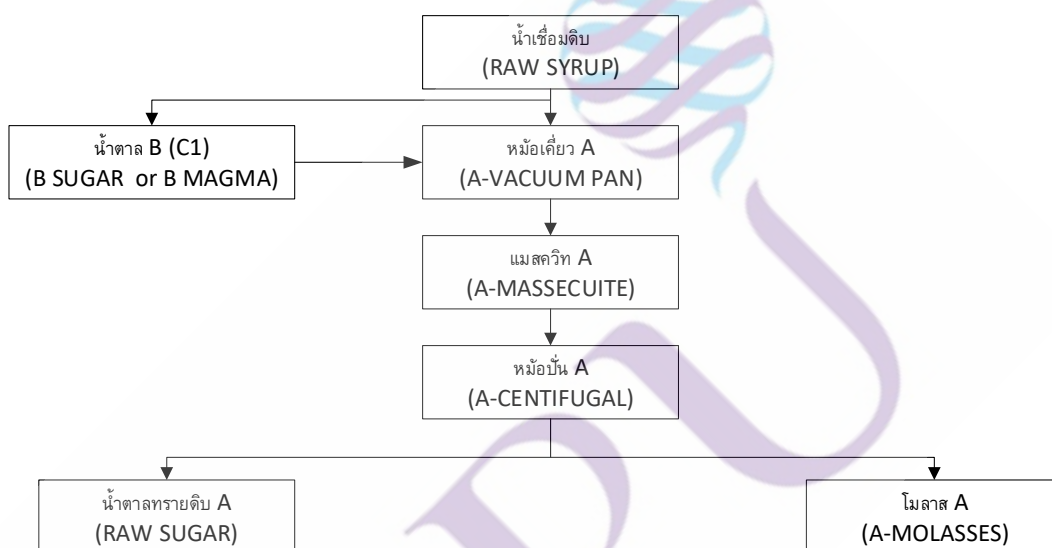 น้ำเชื่อมดิบ
(RAW SYRUP)
น้ำตาล B (C1)
(B SUGAR or B MAGMA)
หม้อเคี่ยว A
(A-VACUUM PAN)
แมสควิท A
(A-MASSECUITE)
หม้อปั่น A
(A-CENTIFUGAL)
น้ำตาลทรายดิบ A
(RAW SUGAR)
โมลาส A
(A-MOLASSES)